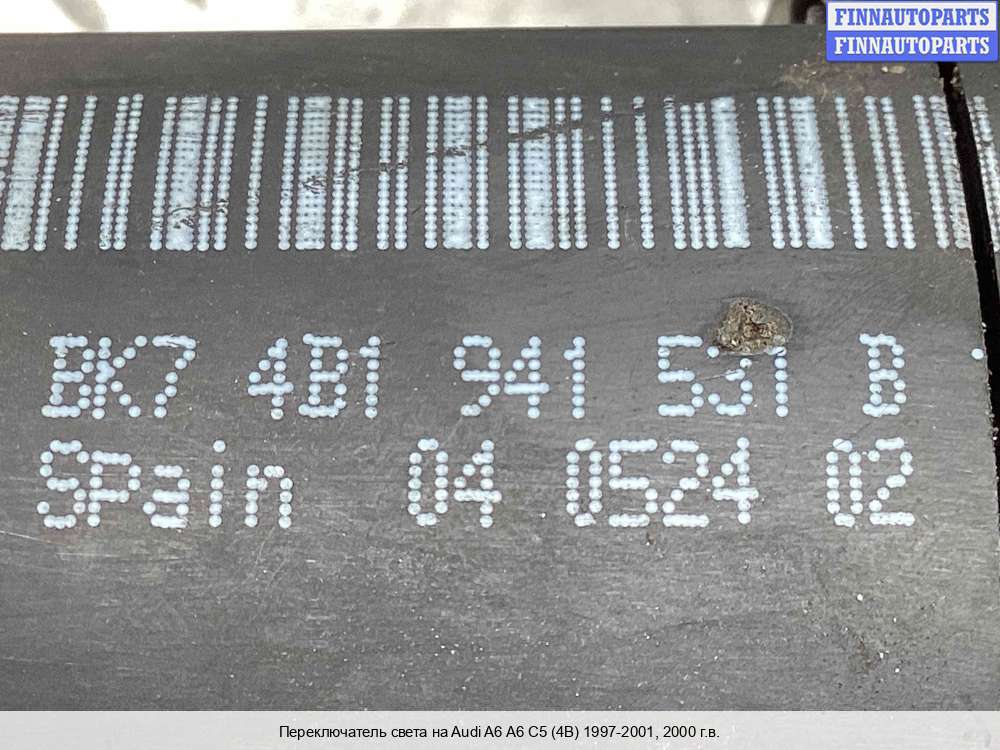 FINNAUTOPARTS
FINNAUTOPARTS
BK7 4B1 941 531 B
Spain 04 0524 02
Переключатель света на Audi A6 A6 C5 (4B) 1997-2001, 2000 г.в.